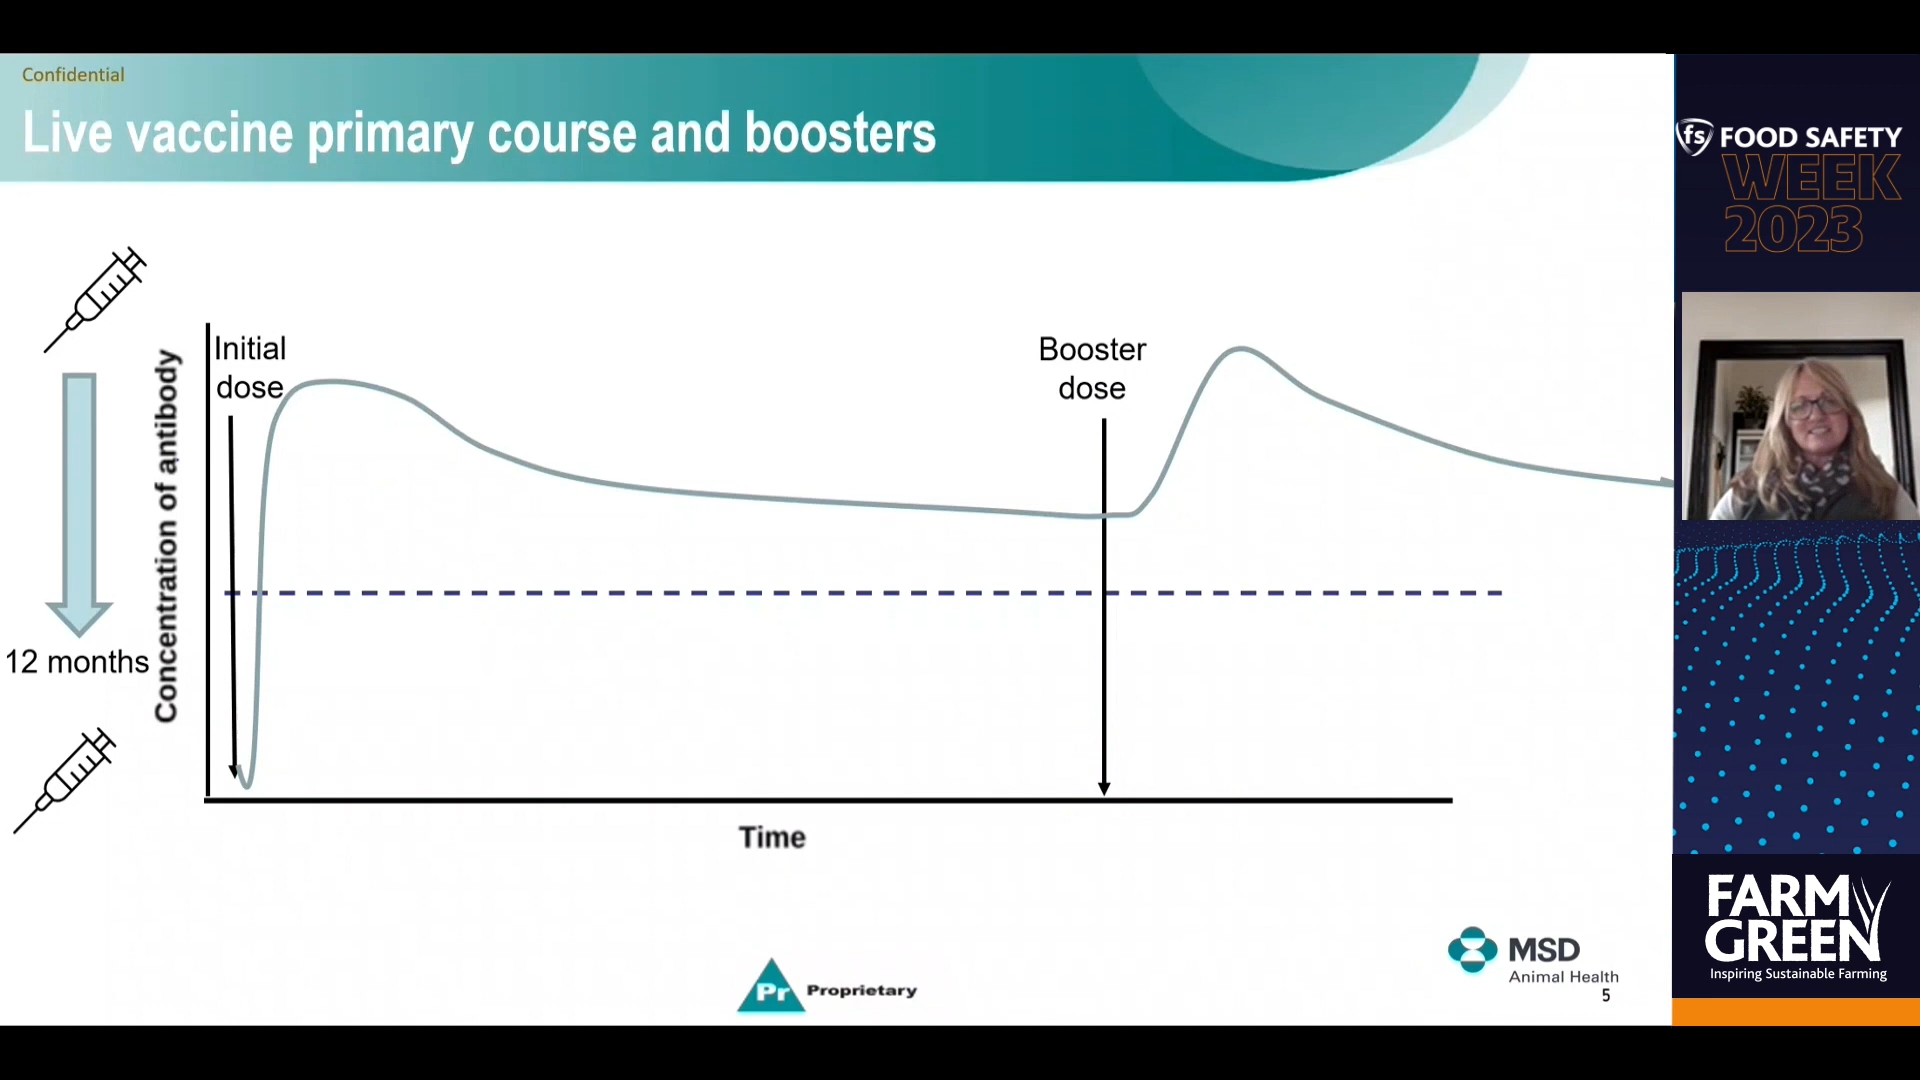 Confidential
Live vaccine primary course and boosters
fs FOOD SAFETY
WEEK
2023
Initial
dose
Booster
dose
Concentration of antibody
12 months
Time
Pr Proprietary
MSD
Animal Health
5
FARM
GREEN
Inspiring Sustainable Farming